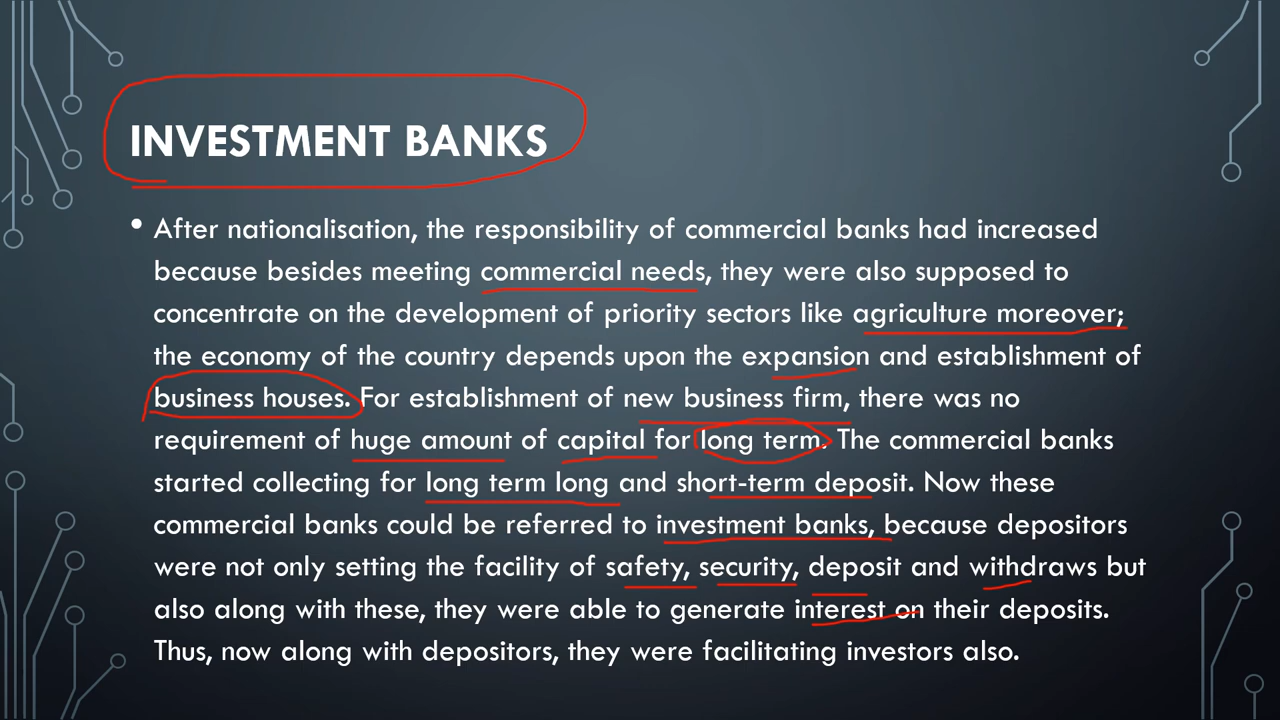 INVESTMENT BANKS
• After nationalisation, the responsibility of commercial banks had increased
because besides meeting commercial needs, they were also supposed to
concentrate on the development of priority sectors like agriculture moreover;
the economy of the country depends upon the expansion and establishment of
business houses. For establishment of new business firm, there was no
requirement of huge amount of capital for long term. The commercial banks
started collecting for long term long and short-term deposit. Now these
commercial banks could be referred to investment banks, because depositors
were not only setting the facility of safety, security, deposit and withdraws but
also along with these, they were able to generate interest on their deposits.
Thus, now along with depositors, they were facilitating investors also.